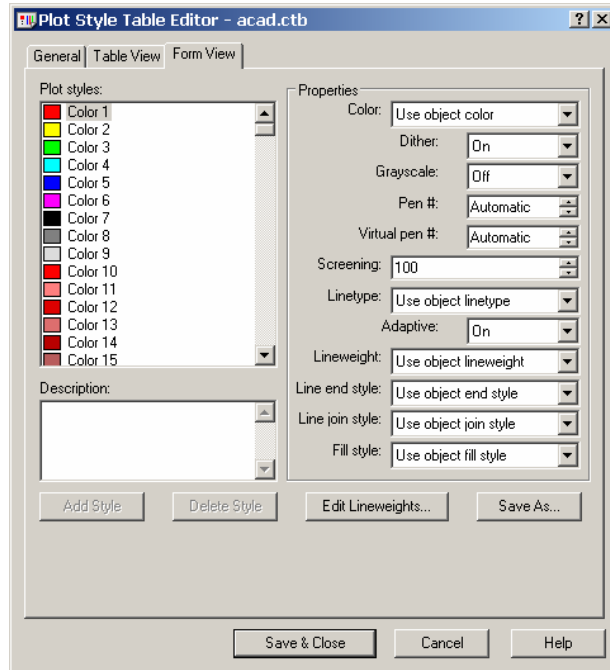 Plot Style Table Editor - acad.ctb
General Table View Form View
Plot styles:
Color 1
Color 2
Color 3
Color 4
Color 5
Color 6
Color 7
Color 8
Color 9
Color 10
Color 11
Color 12
Color 13
Color 14
Color 15
Description:
Add Style Delete Style
Properties
Color: Use object color
Dither: On
Grayscale: Off
Pen #: Automatic
Virtual pen #: Automatic
Screening: 100
Linetype: Use object linetype
Adaptive: On
Lineweight: Use object lineweight
Line end style: Use object end style
Line join style: Use object join style
Fill style: Use object fill style
Edit Lineweights... Save As...
Save & Close Cancel Help